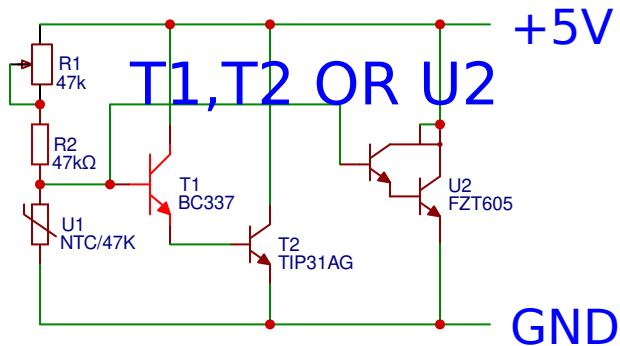 +5V
R1
47k
T1,T2 OR U2
R2
47kΩ
T1
BC337
U2
FZT605
U1
NTC/47K
T2
TIP31AG
GND